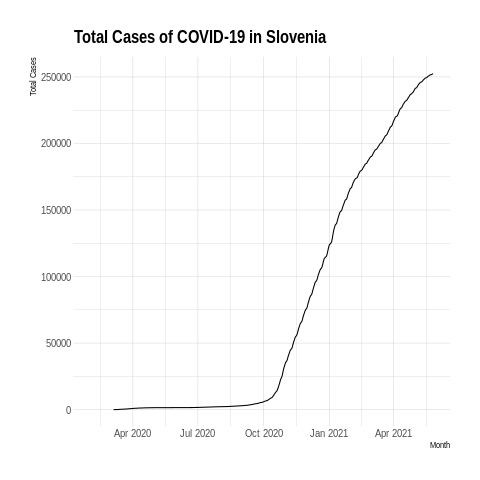 Total Cases of COVID-19 in Slovenia
Total Cases
250000
200000
150000
100000
50000
0
Apr 2020 Jul 2020 Oct 2020 Jan 2021 Apr 2021
Month